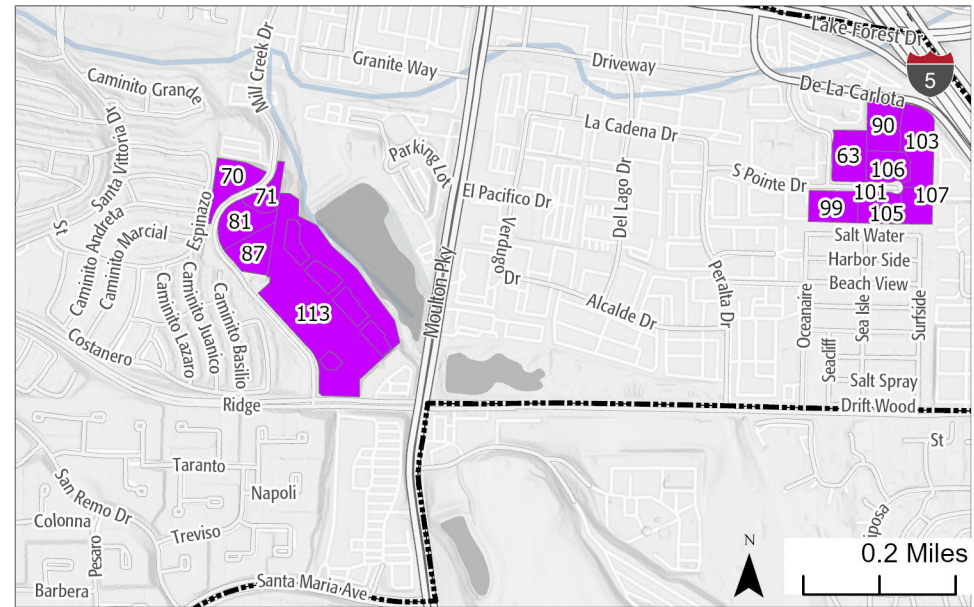 Lake Forest Dr
5
Mill Creek Dr
Granite Way
Driveway
Caminito Grande
De La Carlota
Santa Vittoria Dr
La Cadena Dr
90
103
Parking Lot
63
106
70
71
S Pointe Dr
101
107
El Pacifico Dr
Del Lago Dr
99
105
81
Espinazo
St
Caminito Andreta
Caminito Marcial
Salt Water
87
Verdugo
Dr
Harbor Side
Beach View
Moulton Pky
Peralta Dr
Alcalde Dr
Caminito Lazaro
Caminito Juanico
Caminito Basilio
113
Oceanaire
Sea Isle
Surfside
Seacliff
Costanero
Salt Spray
Ridge
Drift Wood
St
Taranto
San Remo Dr
Napoli
Colonna
Pesaro
Treviso
iposa
N
0.2 Miles
Santa Maria Ave
Barbera